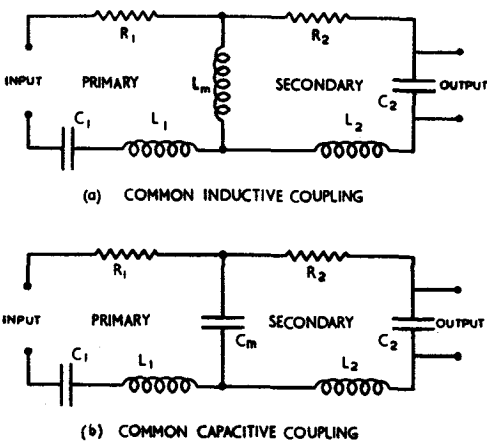 R₁ R₂
INPUT PRIMARY Lm SECONDARY C₂ OUTPUT
C₁ L₁ L₂
(a) COMMON INDUCTIVE COUPLING
R₁ R₂
INPUT PRIMARY Cm SECONDARY C₂ OUTPUT
C₁ L₁ L₂
(b) COMMON CAPACITIVE COUPLING